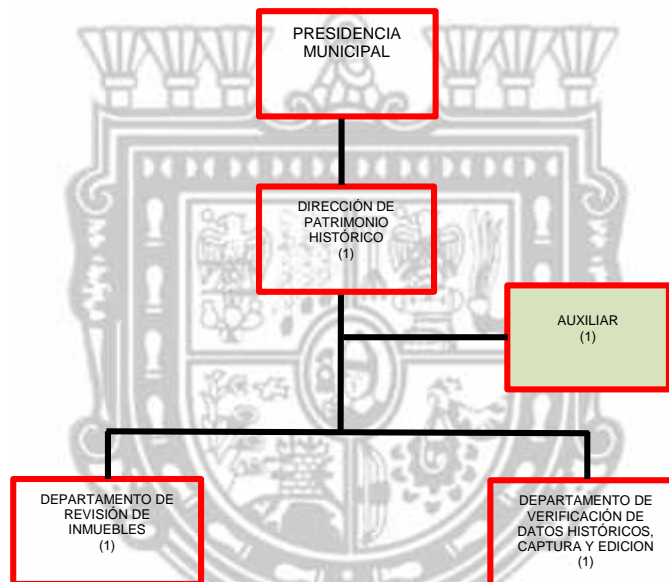 PRESIDENCIA
MUNICIPAL
DIRECCIÓN DE
PATRIMONIO
HISTÓRICO
(1)
AUXILIAR
(1)
DEPARTAMENTO DE
REVISIÓN DE
INMUEBLES
(1)
DEPARTAMENTO DE
VERIFICACIÓN DE
DATOS HISTÓRICOS,
CAPTURA Y EDICION
(1)